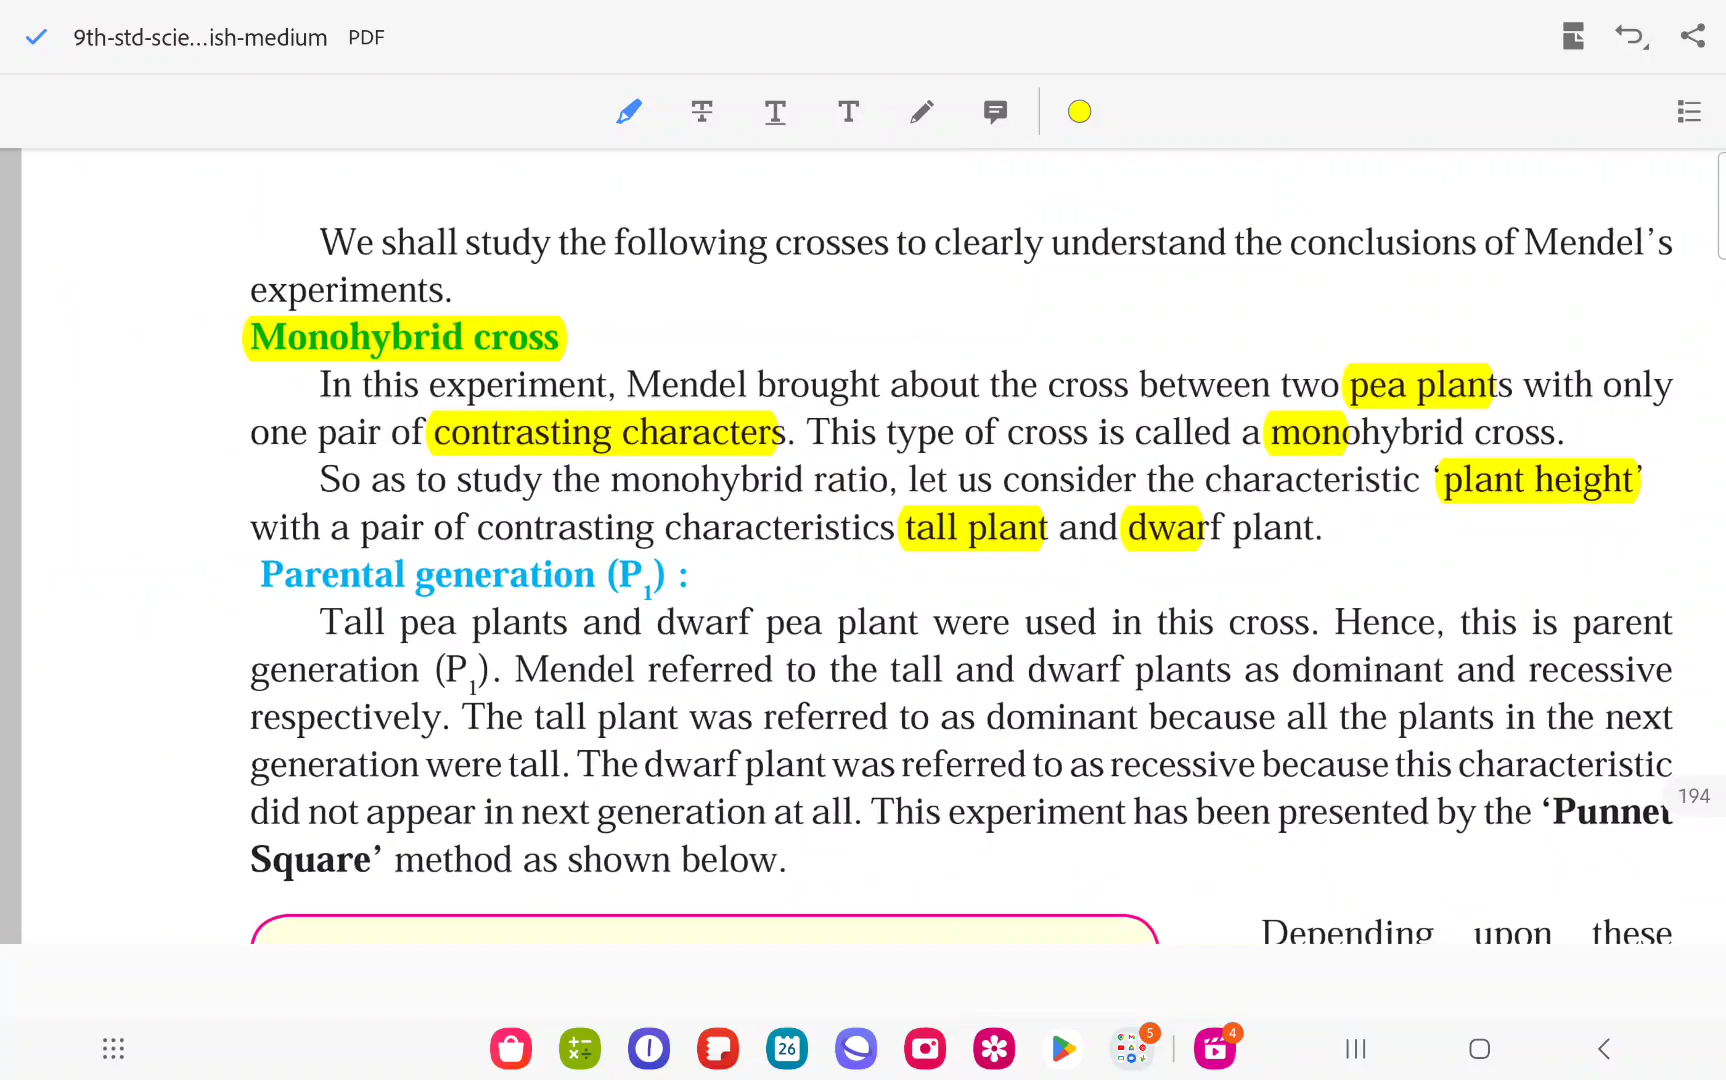 9th-std-scie...ish-medium PDF
We shall study the following crosses to clearly understand the conclusions of Mendel's
experiments.
Monohybrid cross
In this experiment, Mendel brought about the cross between two pea plants with only
one pair of contrasting characters. This type of cross is called a monohybrid cross.
So as to study the monohybrid ratio, let us consider the characteristic ‘plant height’
with a pair of contrasting characteristics tall plant and dwarf plant.
Parental generation (P1) :
Tall pea plants and dwarf pea plant were used in this cross. Hence, this is parent
generation (P1). Mendel referred to the tall and dwarf plants as dominant and recessive
respectively. The tall plant was referred to as dominant because all the plants in the next
generation were tall. The dwarf plant was referred to as recessive because this characteristic
did not appear in next generation at all. This experiment has been presented by the ‘Punnet
194
Square’ method as shown below.
Depending upon these
26
5
4